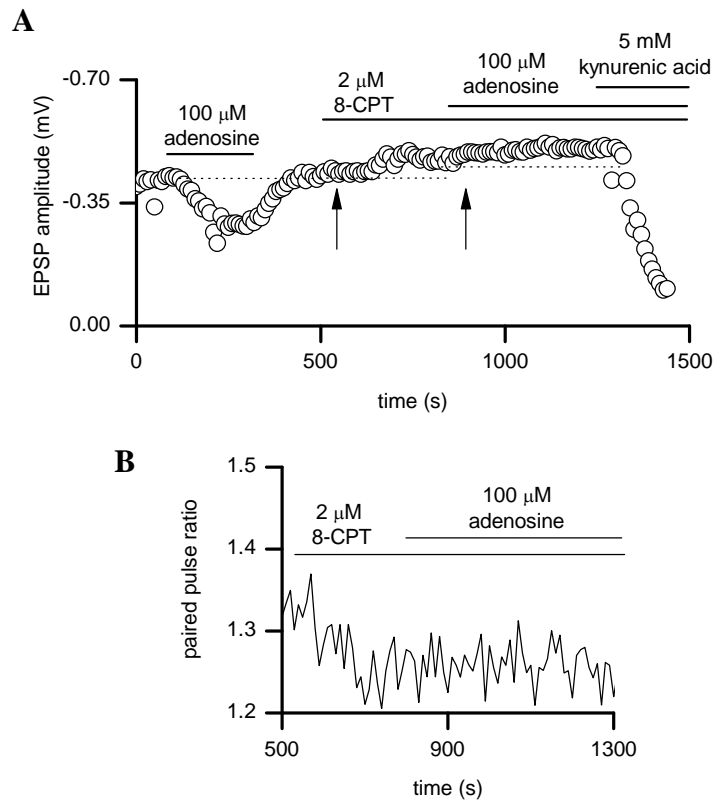 A
5 mM
kynurenic acid
100 μM
adenosine
2 μM
8-CPT
100 μM
adenosine
-0.70
-0.35
0.00
EPSP amplitude (mV)
0
500
1000
1500
time (s)
B
1.5
1.4
1.3
1.2
paired pulse ratio
2 μM
8-CPT
100 μM
adenosine
500
900
1300
time (s)